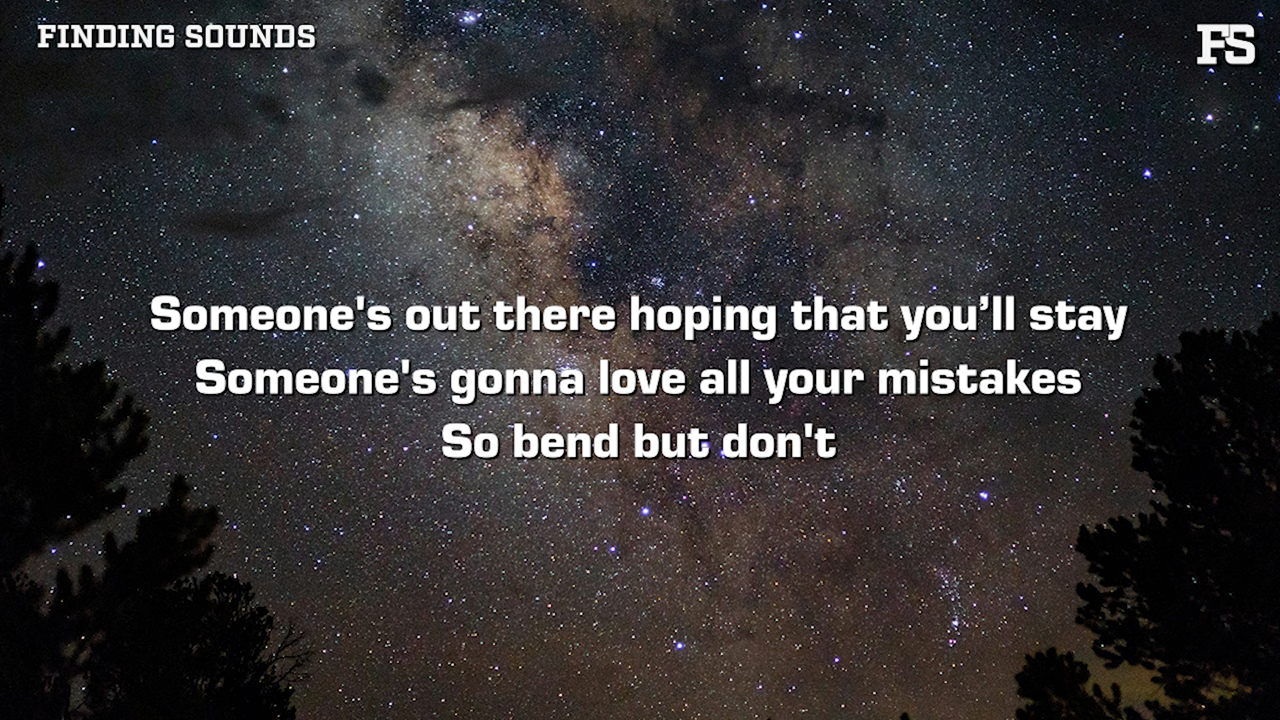 FINDING SOUNDS
FS
Someone's out there hoping that you’ll stay
Someone's gonna love all your mistakes
So bend but don't